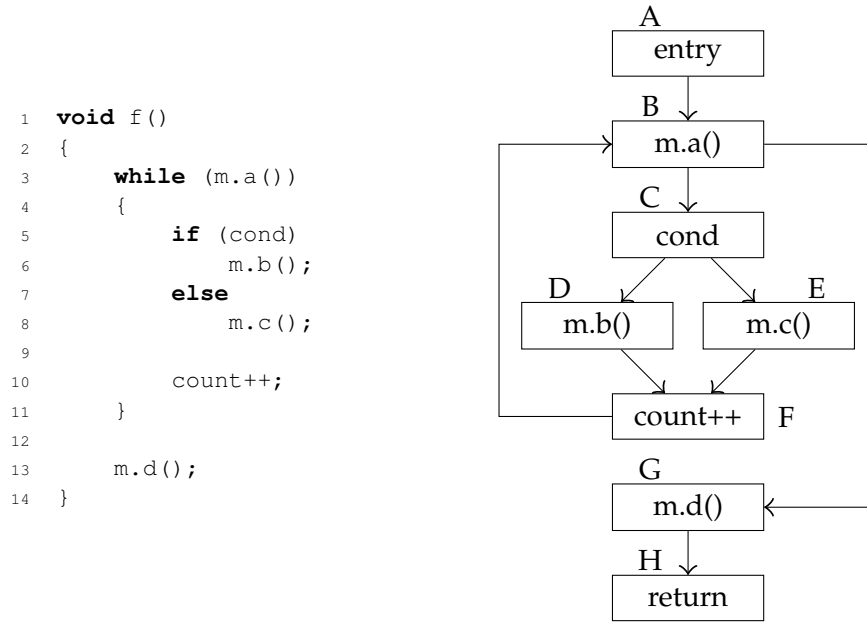 1 void f()
2 {
3 while (m.a())
4 {
5 if (cond)
6 m.b();
7 else
8 m.c();
9
10 count++;
11 }
12
13 m.d();
14 }
A
entry
B
m.a()
C
cond
D E
m.b() m.c()
count++ F
G
m.d()
H
return